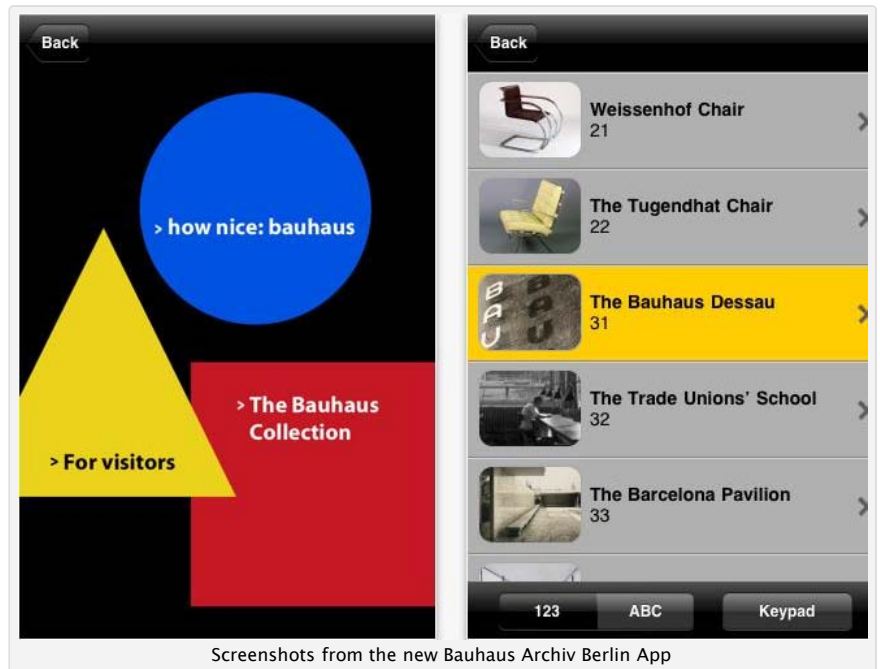 Back
> how nice: bauhaus
> The Bauhaus
Collection
> For visitors
Back
Weissenhof Chair
21
The Tugendhat Chair
22
BAU BAU
The Bauhaus Dessau
31
The Trade Unions' School
32
The Barcelona Pavilion
33
123 ABC Keypad
Screenshots from the new Bauhaus Archiv Berlin App